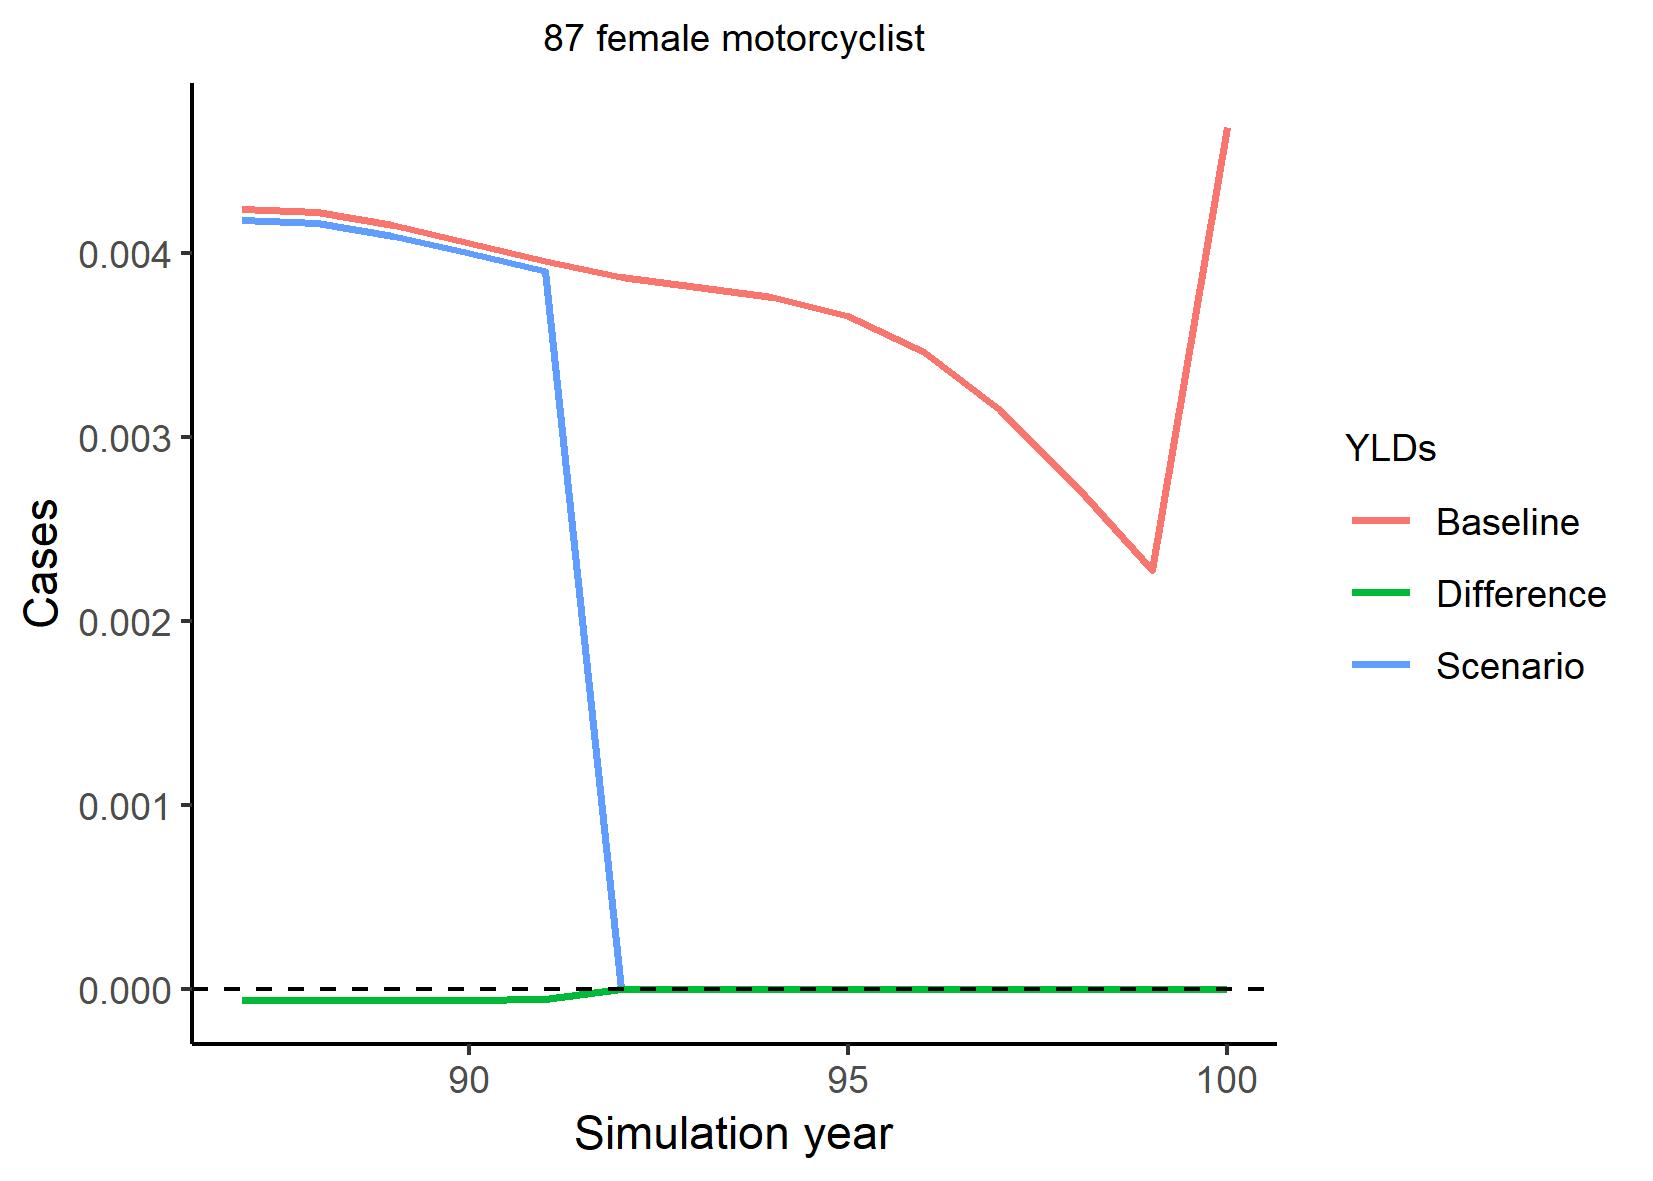 87 female motorcyclist
Cases
0.004
0.003
0.002
0.001
0.000
90 95 100
Simulation year
YLDs
Baseline
Difference
Scenario